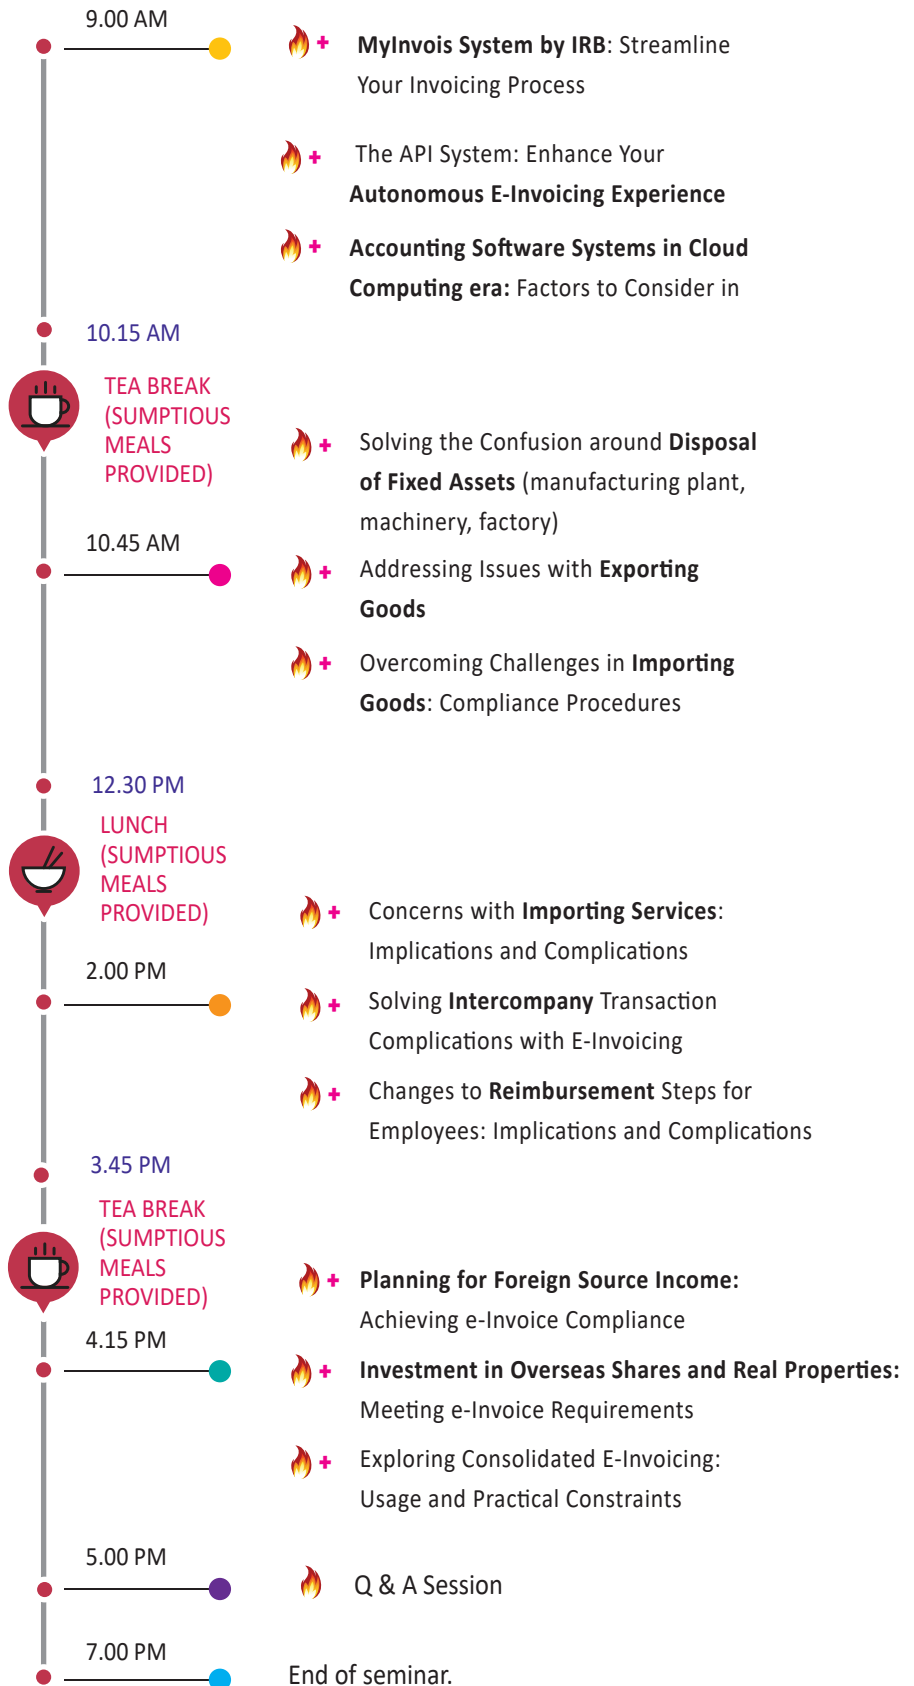 9.00 AM
+ MyInvois System by IRB: Streamline
Your Invoicing Process
+ The API System: Enhance Your
Autonomous E-Invoicing Experience
+ Accounting Software Systems in Cloud
Computing era: Factors to Consider in
10.15 AM
TEA BREAK
(SUMPTIOUS
MEALS
PROVIDED)
+ Solving the Confusion around Disposal
of Fixed Assets (manufacturing plant,
machinery, factory)
10.45 AM
+ Addressing Issues with Exporting
Goods
+ Overcoming Challenges in Importing
Goods: Compliance Procedures
12.30 PM
LUNCH
(SUMPTIOUS
MEALS
PROVIDED)
+ Concerns with Importing Services:
Implications and Complications
2.00 PM
+ Solving Intercompany Transaction
Complications with E-Invoicing
+ Changes to Reimbursement Steps for
Employees: Implications and Complications
3.45 PM
TEA BREAK
(SUMPTIOUS
MEALS
PROVIDED)
+ Planning for Foreign Source Income:
Achieving e-Invoice Compliance
4.15 PM
+ Investment in Overseas Shares and Real Properties:
Meeting e-Invoice Requirements
+ Exploring Consolidated E-Invoicing:
Usage and Practical Constraints
5.00 PM
Q & A Session
7.00 PM
End of seminar.